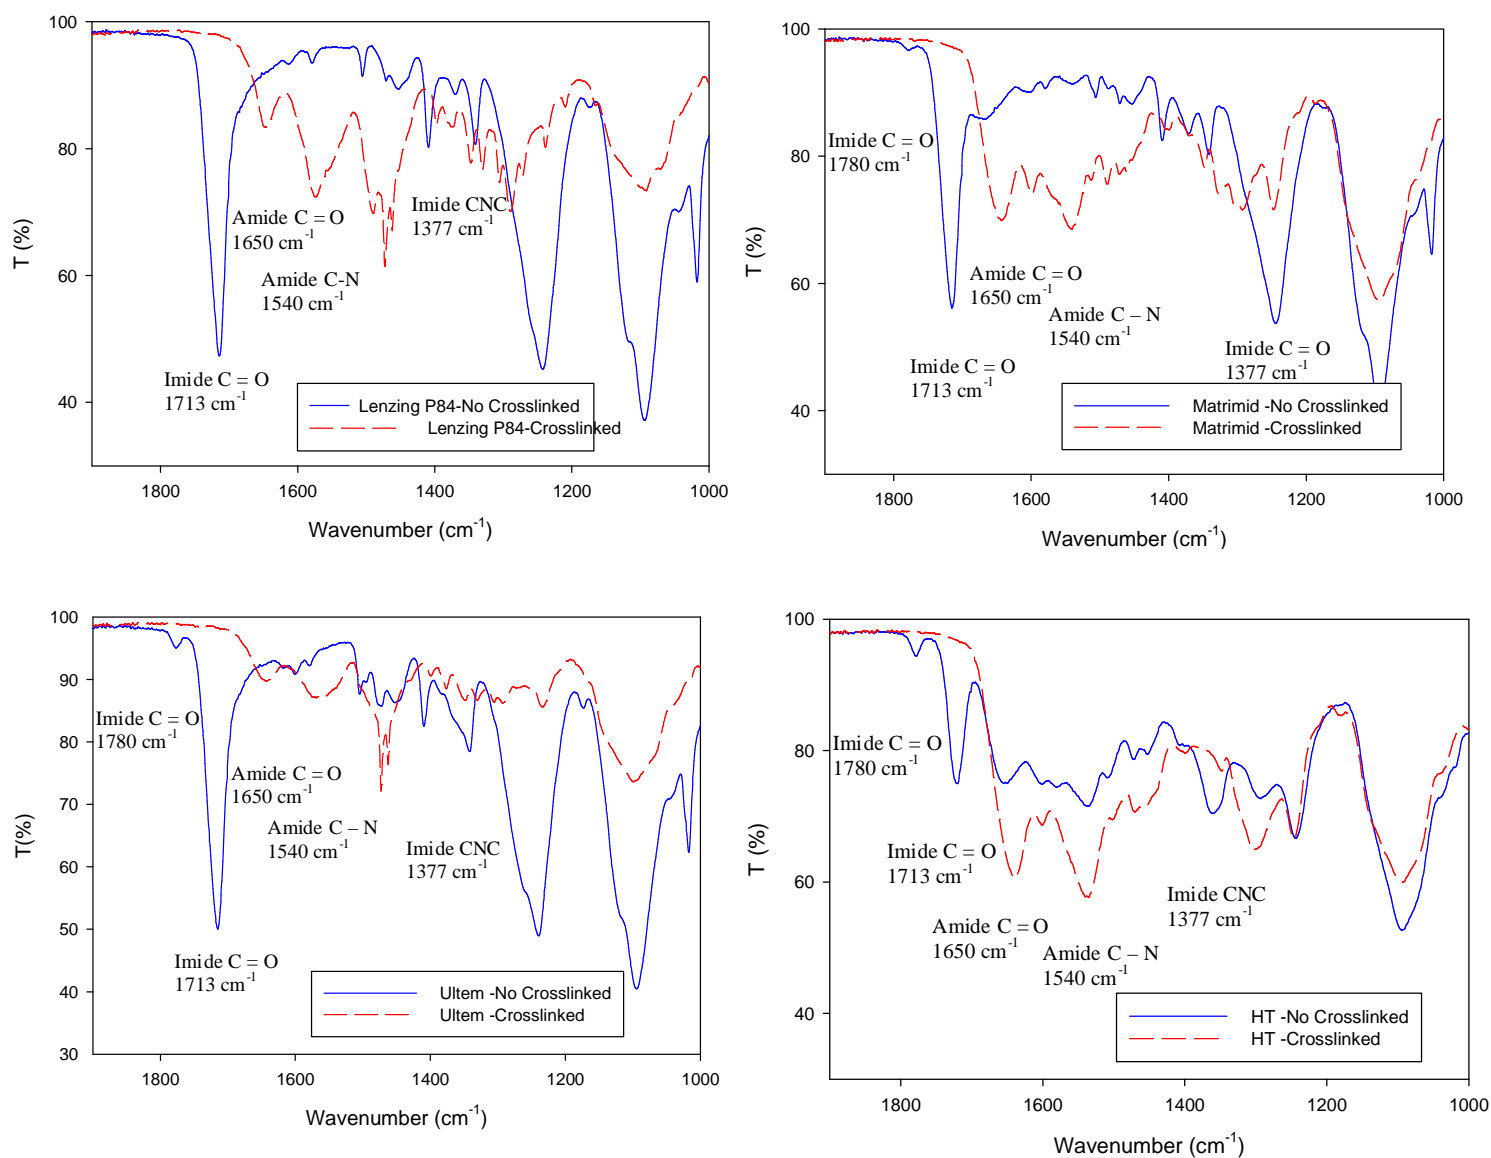 100
80
60
40
T (%)
Amide C = O
1650 cm-1
Imide CNC
1377 cm-1
Amide C-N
1540 cm-1
Imide C = O
1713 cm-1
Lenzing P84-No Crosslinked
Lenzing P84-Crosslinked
1800 1600 1400 1200 1000
Wavenumber (cm-1)
100
80
60
40
T (%)
Imide C = O
1780 cm-1
Amide C = O
1650 cm-1
Amide C – N
1540 cm-1
Imide C = O
1713 cm-1
Imide C = O
1377 cm-1
Matrimid -No Crosslinked
Matrimid -Crosslinked
1800 1600 1400 1200 1000
Wavenumber (cm-1)
100
90
80
70
60
50
40
30
T(%)
Imide C = O
1780 cm-1
Amide C = O
1650 cm-1
Amide C – N
1540 cm-1
Imide CNC
1377 cm-1
Imide C = O
1713 cm-1
Ultem -No Crosslinked
Ultem -Crosslinked
1800 1600 1400 1200 1000
Wavenumber (cm-1)
100
80
60
40
T (%)
Imide C = O
1780 cm-1
Imide C = O
1713 cm-1
Imide CNC
1377 cm-1
Amide C = O
1650 cm-1
Amide C – N
1540 cm-1
HT -No Crosslinked
HT -Crosslinked
1800 1600 1400 1200 1000
Wavenumber (cm-1)